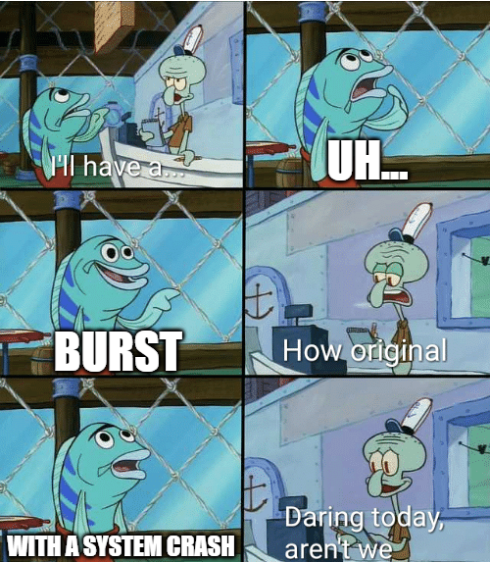 I'll have a...
UH...
BURST
How original
WITH A SYSTEM CRASH
Daring today,
aren't we